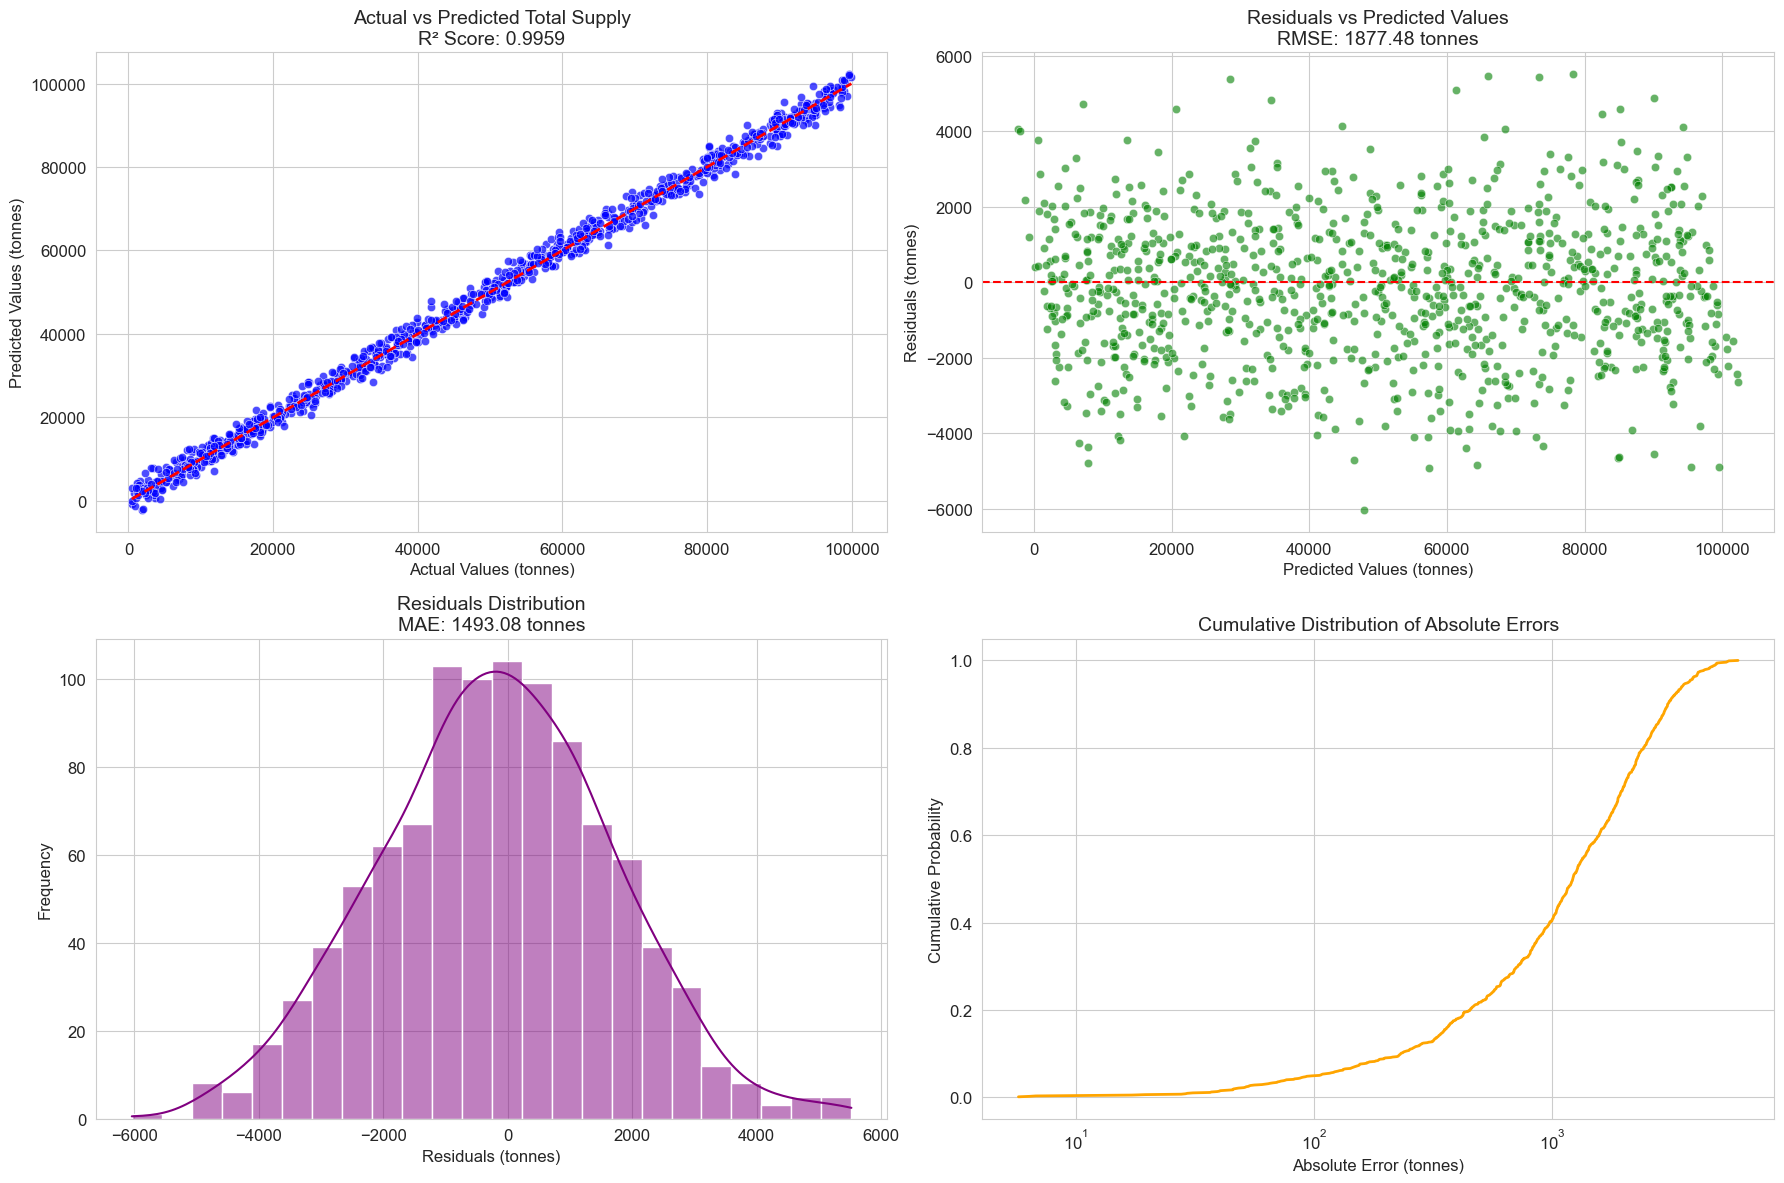 Actual vs Predicted Total Supply
R² Score: 0.9959
Predicted Values (tonnes)
100000
80000
60000
40000
20000
0
0 20000 40000 60000 80000 100000
Actual Values (tonnes)
Residuals vs Predicted Values
RMSE: 1877.48 tonnes
Residuals (tonnes)
6000
4000
2000
0
−2000
−4000
−6000
0 20000 40000 60000 80000 100000
Predicted Values (tonnes)
Residuals Distribution
MAE: 1493.08 tonnes
Frequency
100
80
60
40
20
0
−6000 −4000 −2000 0 2000 4000 6000
Residuals (tonnes)
Cumulative Distribution of Absolute Errors
Cumulative Probability
1.0
0.8
0.6
0.4
0.2
0.0
10¹ 10² 10³
Absolute Error (tonnes)